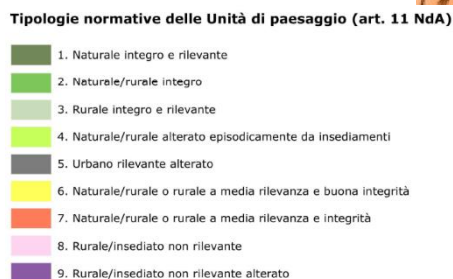 Tipologie normative delle Unità di paesaggio (art. 11 NdA)
1. Naturale integro e rilevante
2. Naturale/rurale integro
3. Rurale integro e rilevante
4. Naturale/rurale alterato episodicamente da insediamenti
5. Urbano rilevante alterato
6. Naturale/rurale o rurale a media rilevanza e buona integrità
7. Naturale/rurale o rurale a media rilevanza e integrità
8. Rurale/insediato non rilevante
9. Rurale/insediato non rilevante alterato